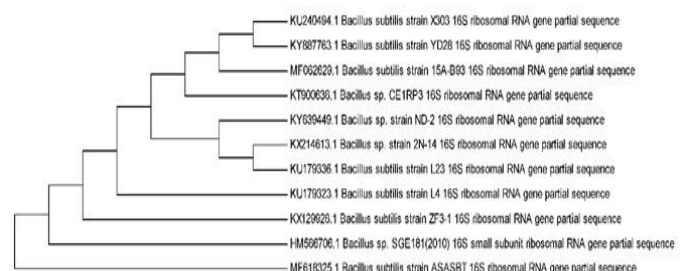 KU240494.1 Bacillus subtilis strain X303 16S ribosomal RNA gene partial sequence
KY887763.1 Bacillus subtilis strain YD28 16S ribosomal RNA gene partial sequence
MF062629.1 Bacillus subtilis strain 15A-B93 16S ribosomal RNA gene partial sequence
KT900636.1 Bacillus sp. CE1RP3 16S ribosomal RNA gene partial sequence
KY639449.1 Bacillus sp. strain ND-2 16S ribosomal RNA gene partial sequence
KX214613.1 Bacillus sp. strain 2N-14 16S ribosomal RNA gene partial sequence
KU179336.1 Bacillus subtilis strain L23 16S ribosomal RNA gene partial sequence
KU179323.1 Bacillus subtilis strain L4 16S ribosomal RNA gene partial sequence
KX129926.1 Bacillus subtilis strain ZF3-1 16S ribosomal RNA gene partial sequence
HM566706.1 Bacillus sp. SGE181(2010) 16S small subunit ribosomal RNA gene partial sequence
MF618325.1 Bacillus subtilis strain ASASBT 16S ribosomal RNA gene partial sequence